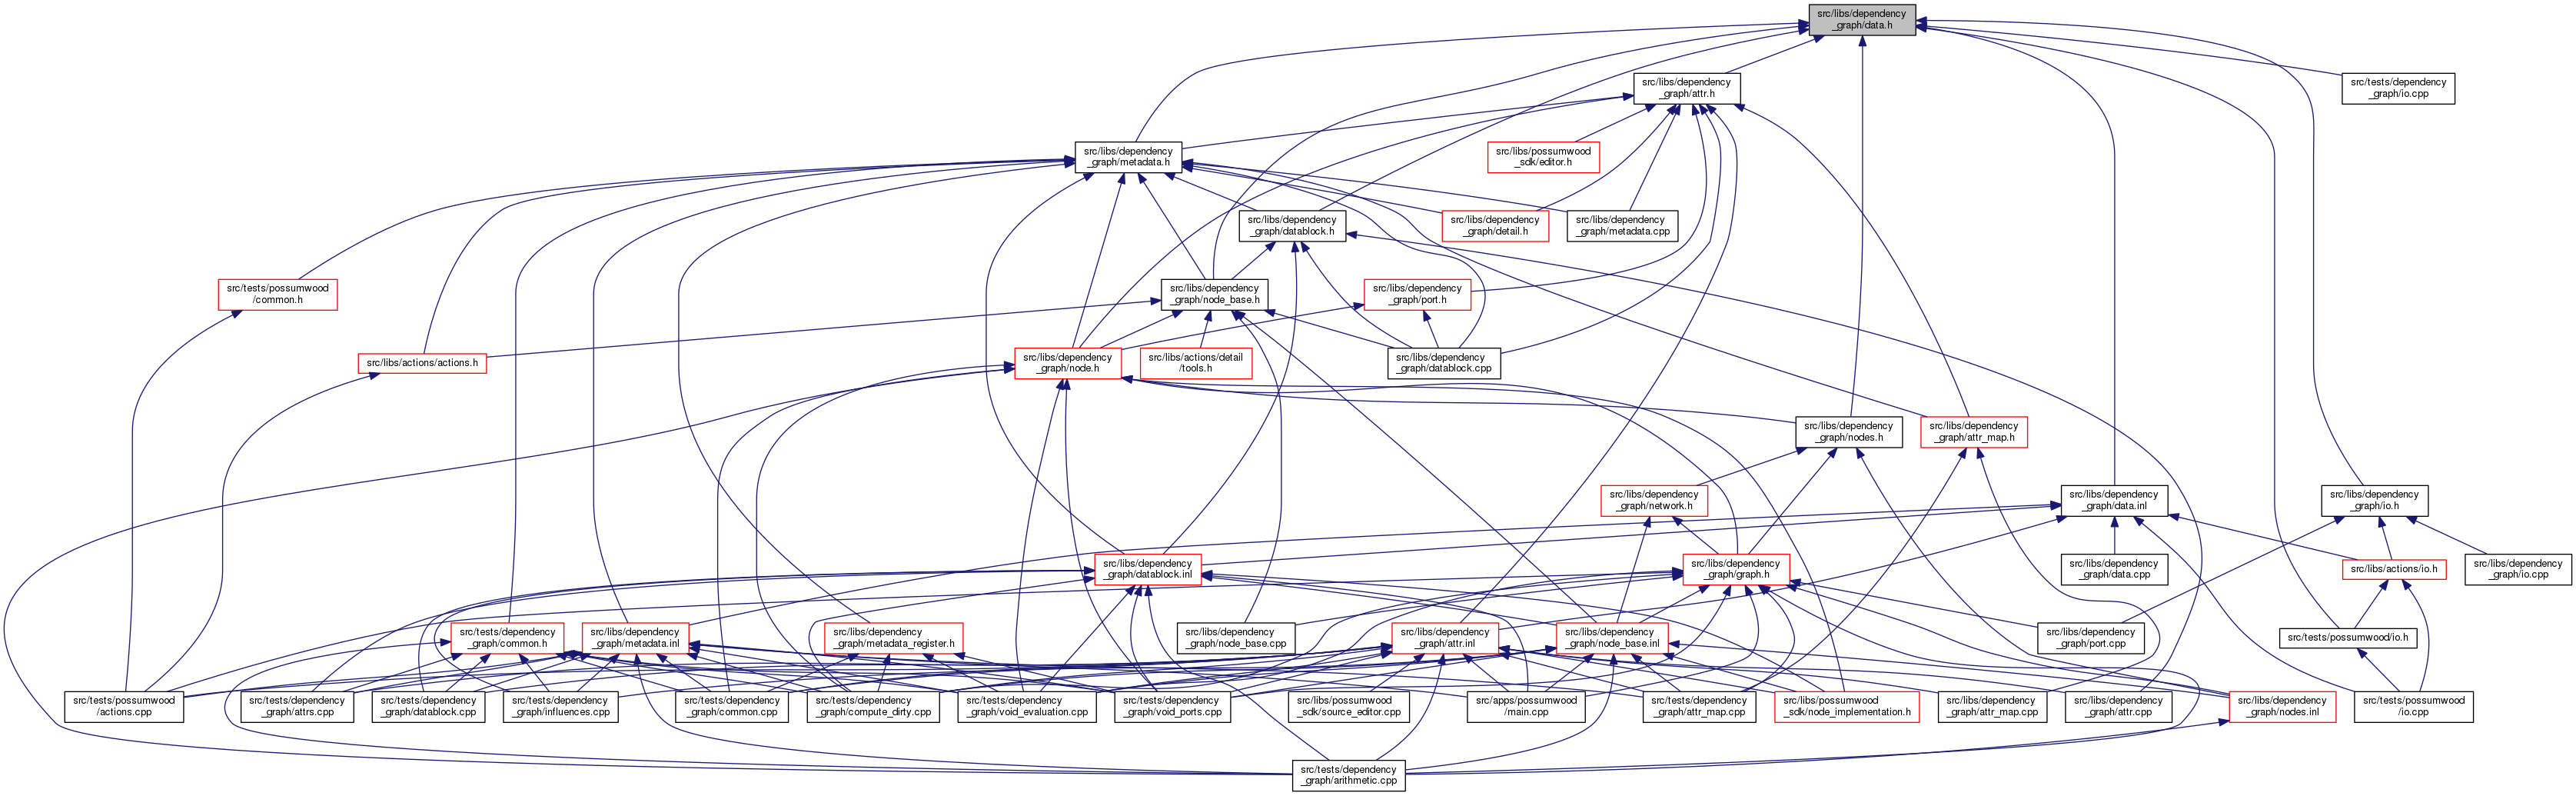 src/libs/dependency
_graph/data.h
src/libs/dependency
_graph/attr.h
src/tests/dependency
_graph/io.cpp
src/libs/dependency
_graph/metadata.h
src/libs/possumwood
_sdk/editor.h
src/libs/dependency
_graph/datablock.h
src/libs/dependency
_graph/detail.h
src/libs/dependency
_graph/metadata.cpp
src/tests/possumwood
/common.h
src/libs/dependency
_graph/node_base.h
src/libs/dependency
_graph/port.h
src/libs/actions/actions.h
src/libs/dependency
_graph/node.h
src/libs/actions/detail
/tools.h
src/libs/dependency
_graph/datablock.cpp
src/libs/dependency
_graph/nodes.h
src/libs/dependency
_graph/attr_map.h
src/libs/dependency
_graph/network.h
src/libs/dependency
_graph/data.inl
src/libs/dependency
_graph/io.h
src/libs/dependency
_graph/datablock.inl
src/libs/dependency
_graph/graph.h
src/libs/dependency
_graph/data.cpp
src/libs/actions/io.h
src/libs/dependency
_graph/io.cpp
src/tests/dependency
_graph/common.h
src/libs/dependency
_graph/metadata.inl
src/libs/dependency
_graph/metadata_register.h
src/libs/dependency
_graph/node_base.cpp
src/libs/dependency
_graph/attr.inl
src/libs/dependency
_graph/node_base.inl
src/libs/dependency
_graph/port.cpp
src/tests/possumwood/io.h
src/tests/possumwood
/actions.cpp
src/tests/dependency
_graph/attrs.cpp
src/tests/dependency
_graph/datablock.cpp
src/tests/dependency
_graph/influences.cpp
src/tests/dependency
_graph/common.cpp
src/tests/dependency
_graph/compute_dirty.cpp
src/tests/dependency
_graph/void_evaluation.cpp
src/tests/dependency
_graph/void_ports.cpp
src/libs/possumwood
_sdk/source_editor.cpp
src/apps/possumwood
/main.cpp
src/tests/dependency
_graph/attr_map.cpp
src/libs/possumwood
_sdk/node_implementation.h
src/libs/dependency
_graph/attr_map.cpp
src/libs/dependency
_graph/attr.cpp
src/libs/dependency
_graph/nodes.inl
src/tests/possumwood
/io.cpp
src/tests/dependency
_graph/arithmetic.cpp